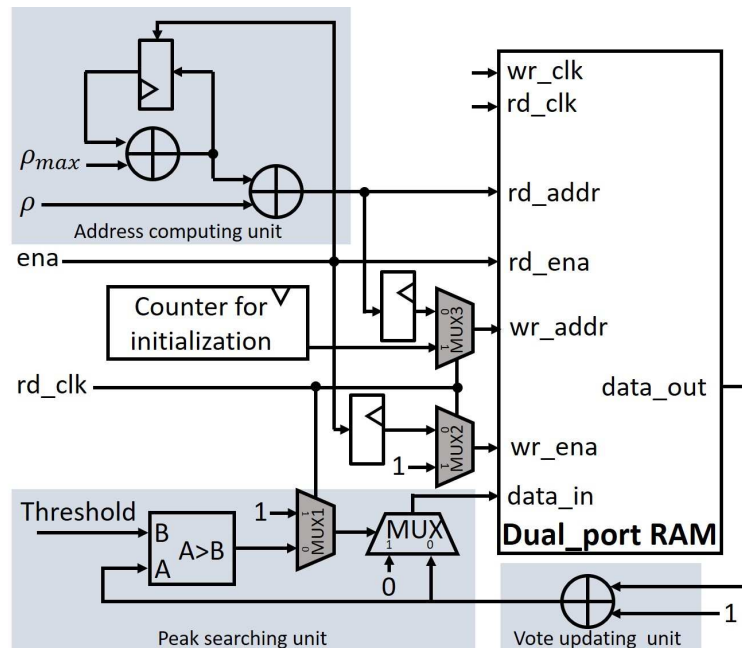 wr_clk
rd_clk
ρmax
ρ
rd_addr
Address computing unit
ena
rd_ena
Counter for
initialization
0
1
MUX3
wr_addr
rd_clk
data_out
0
1
MUX2
1
wr_ena
Threshold
1
1
0
MUX1
data_in
MUX
1
0
Dual_port RAM
B
A
A>B
0
1
Peak searching unit
Vote updating unit